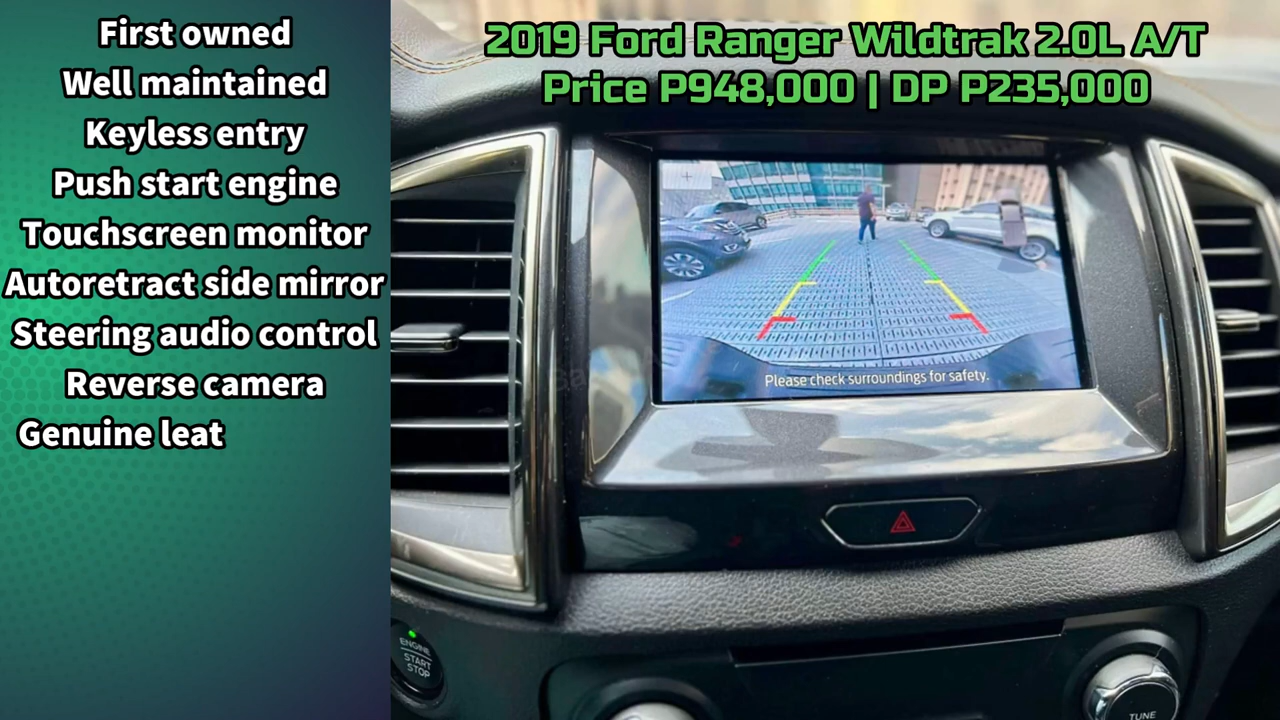 First owned
Well maintained
Keyless entry
Push start engine
Touchscreen monitor
Autoretract side mirror
Steering audio control
Reverse camera
Genuine leat
2019 Ford Ranger Wildtrak 2.0L A/T
Price P948,000 | DP P235,000
Please check surroundings for safety.
ENGINE
START
STOP
TUNE